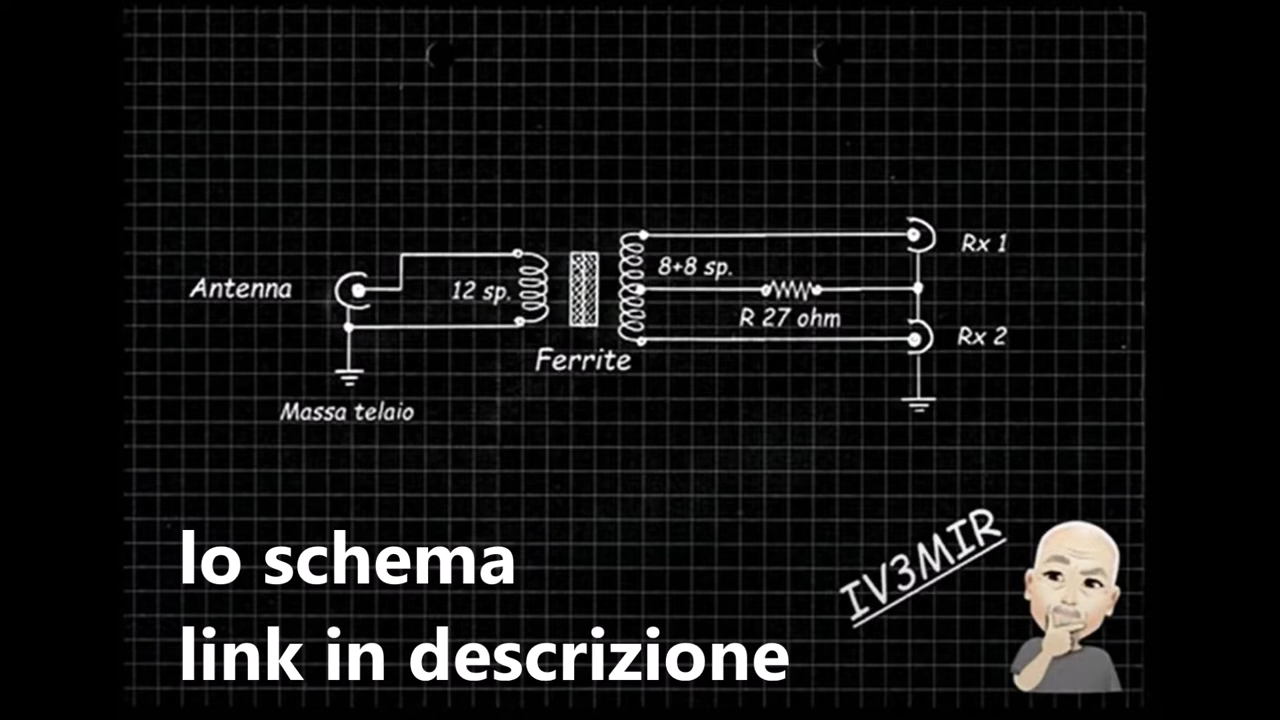 Rx 1
8+8 sp.
Antenna
12 sp.
R 27 ohm
Rx 2
Ferrite
Massa telaio
lo schema
link in descrizione
IV3MIR